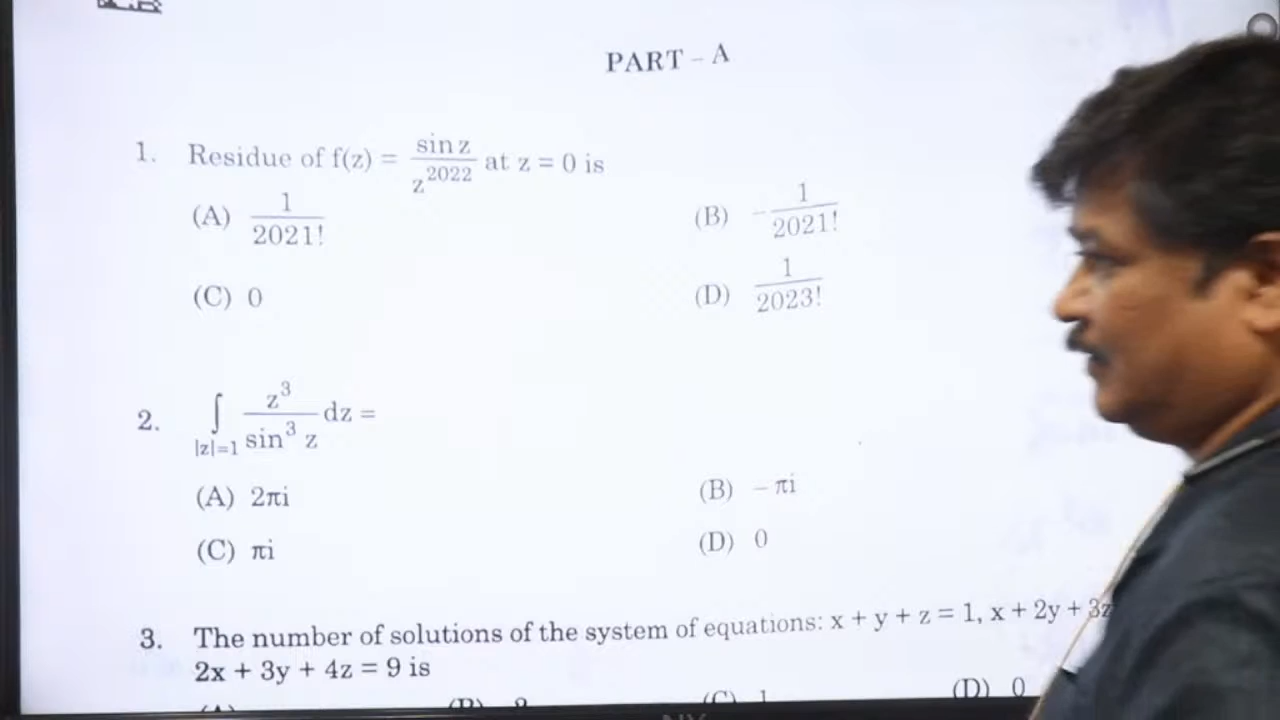 PART – A
1. Residue of f(z) = sin z / z^2022 at z = 0 is
(A) 1/2021! (B) – 1/2021!
(C) 0 (D) 1/2023!
2. ∫|z|=1 z^3 / sin^3 z dz =
(A) 2πi (B) – πi
(C) πi (D) 0
3. The number of solutions of the system of equations: x + y + z = 1, x + 2y + 3z
2x + 3y + 4z = 9 is
(C) 1 (D) 0